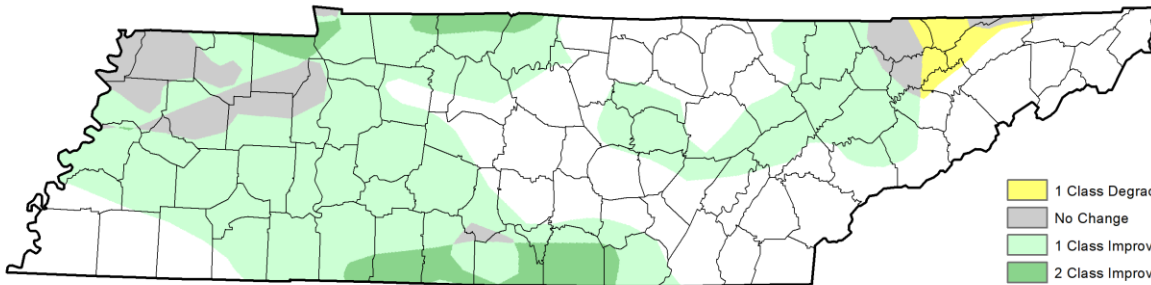 1 Class Degrad
No Change
1 Class Improv
2 Class Improv